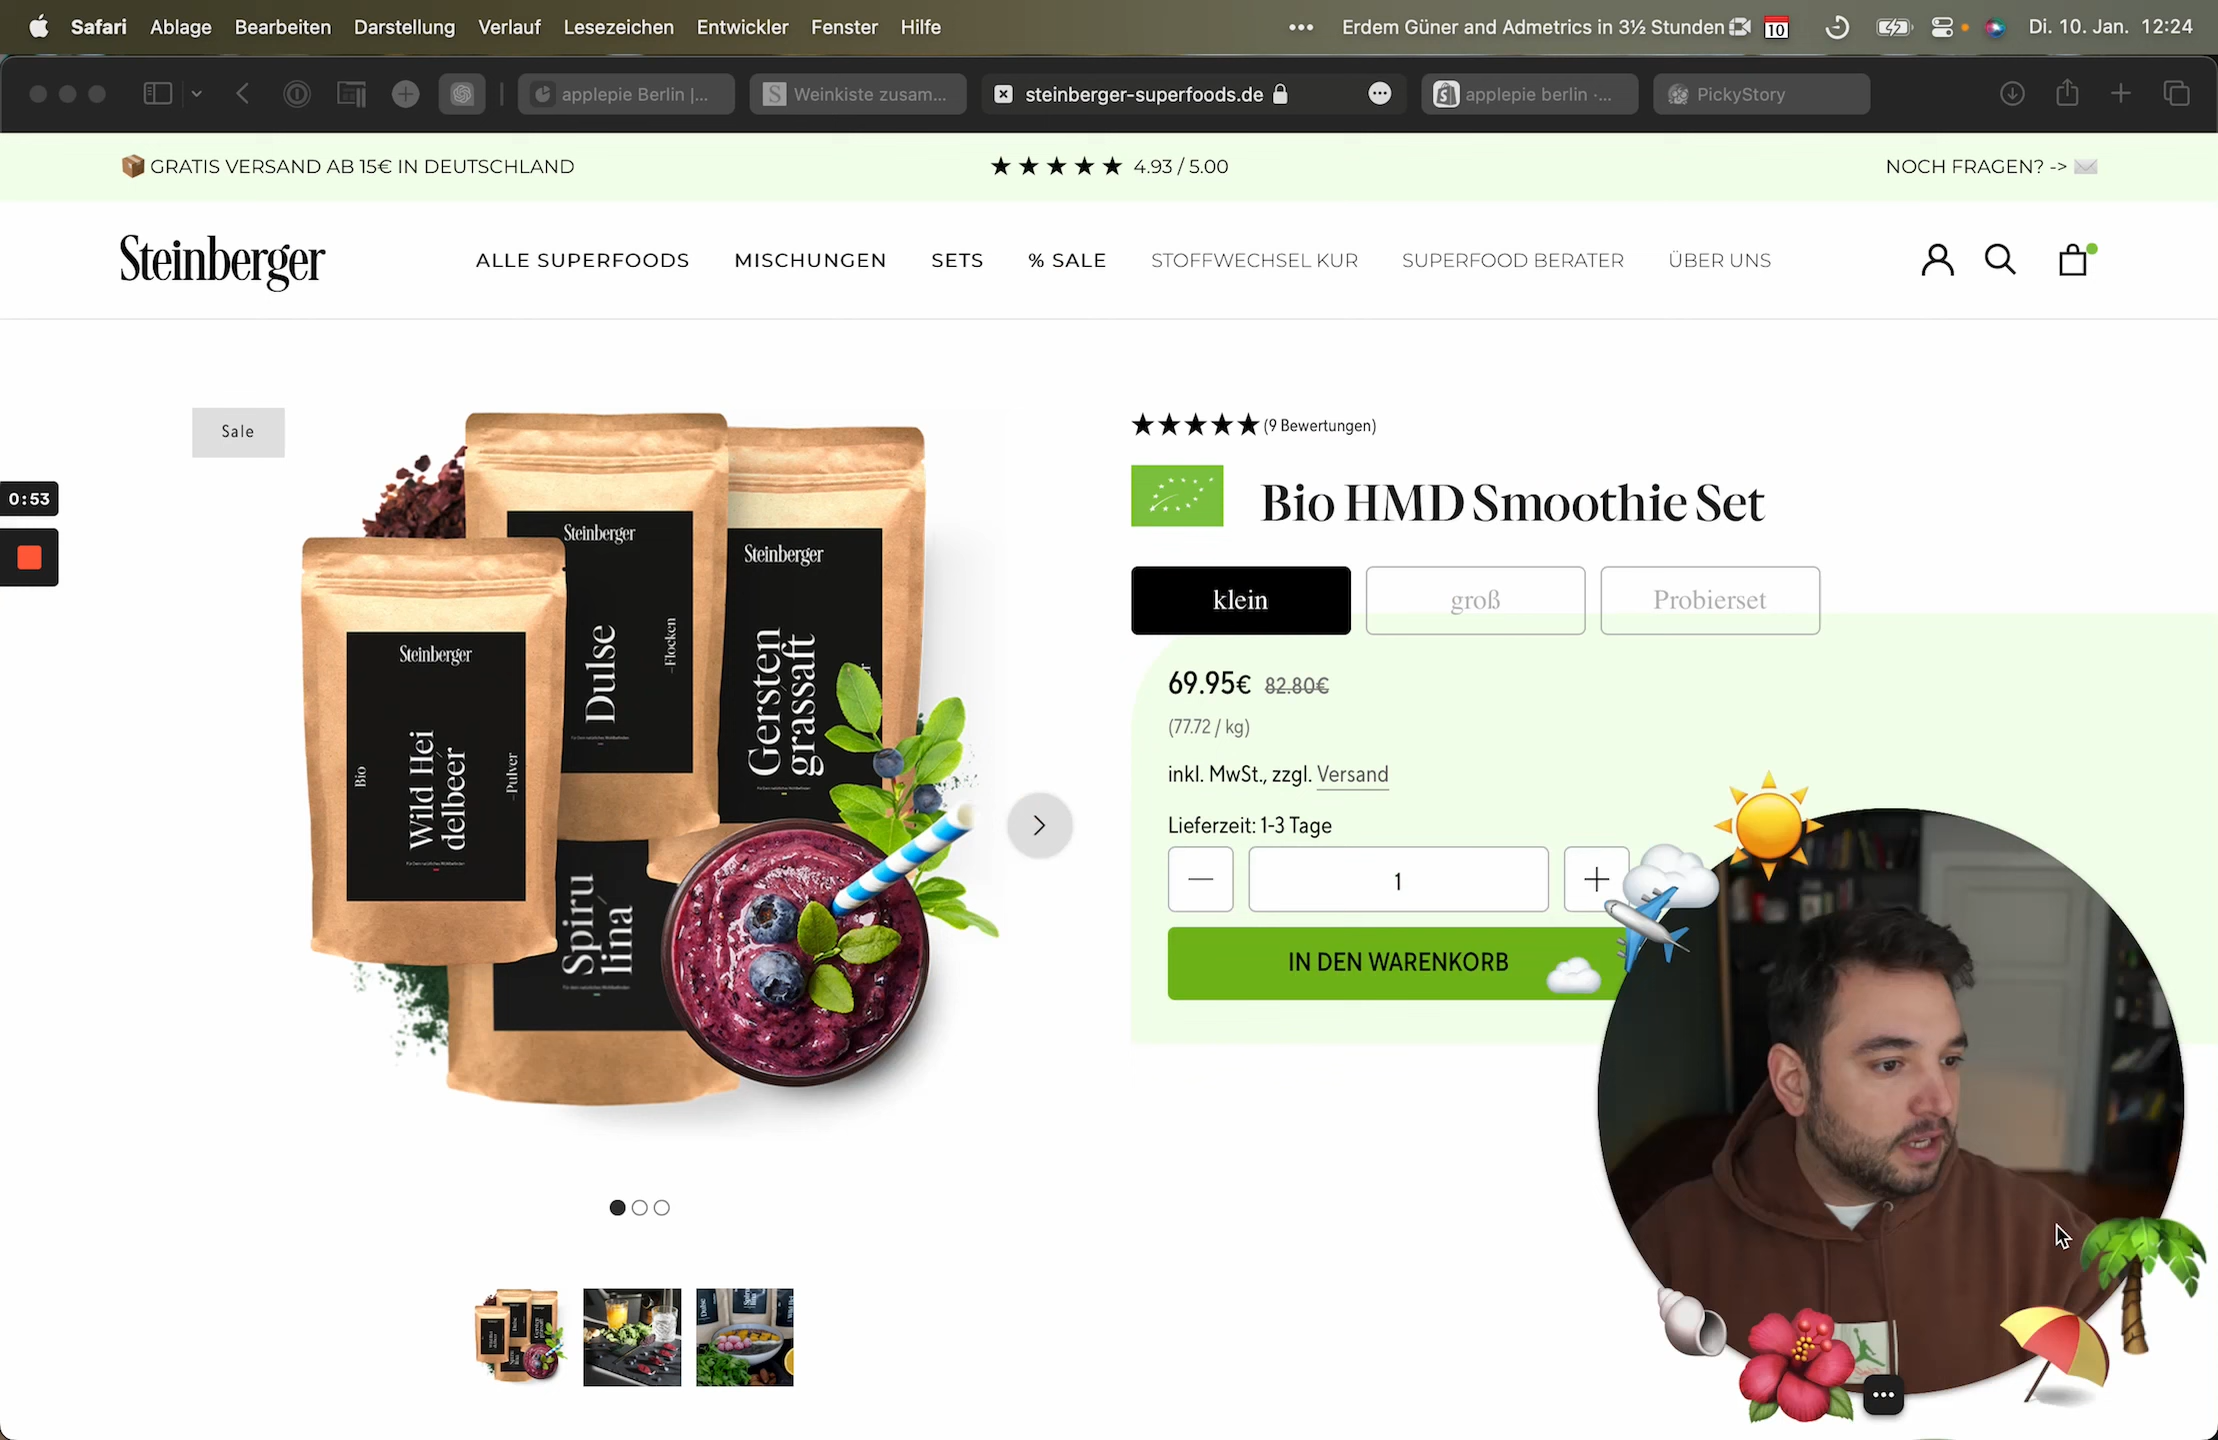 Safari Ablage Bearbeiten Darstellung Verlauf Lesezeichen Entwickler Fenster Hilfe
••• Erdem Güner and Admetrics in 3½ Stunden 10 Di. 10. Jan. 12:24
applepie Berlin |... S Weinkiste zusam... steinberger-superfoods.de applepie berlin ·... PickyStory
GRATIS VERSAND AB 15€ IN DEUTSCHLAND
★★★★★ 4.93 / 5.00
NOCH FRAGEN? ->
Steinberger
ALLE SUPERFOODS MISCHUNGEN SETS % SALE STOFFWECHSEL KUR SUPERFOOD BERATER ÜBER UNS
Sale
0:53
Steinberger
Dulse
–Flocken
Steinberger
Gersten
grassaft
Steinberger
Bio
Wild Hei
delbeer
–Pulver
Spiru
lina
★★★★★ (9 Bewertungen)
Bio HMD Smoothie Set
klein
groß
Probierset
69.95€ 82.80€
(77.72 / kg)
inkl. MwSt., zzgl. Versand
Lieferzeit: 1-3 Tage
— 1 +
IN DEN WARENKORB